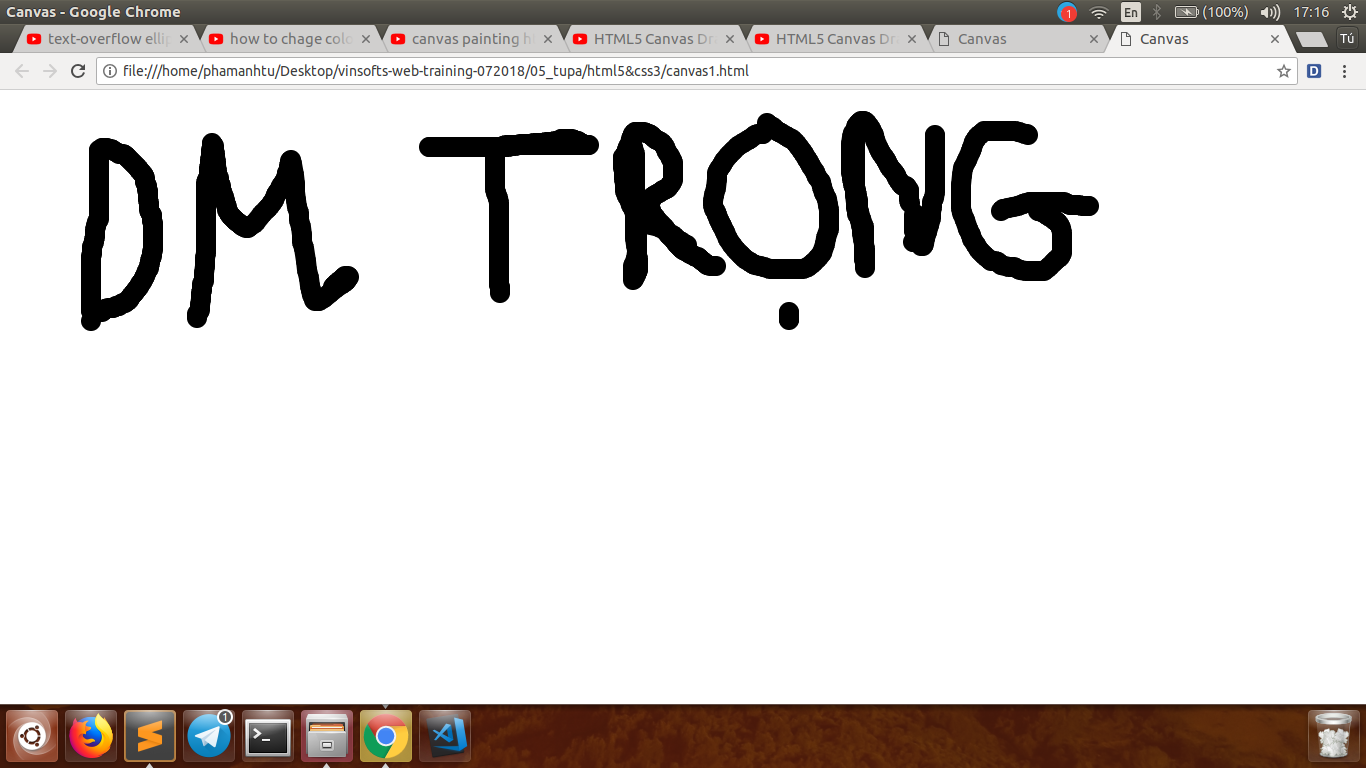 Canvas - Google Chrome 1 En (100%) 17:16
text-overflow elli how to chage col canvas painting h HTML5 Canvas Dr HTML5 Canvas Dr Canvas Canvas Tú
file:///home/phamanhtu/Desktop/vinsofts-web-training-072018/05_tupa/html5&css3/canvas1.html D
DM TRỌNG
1